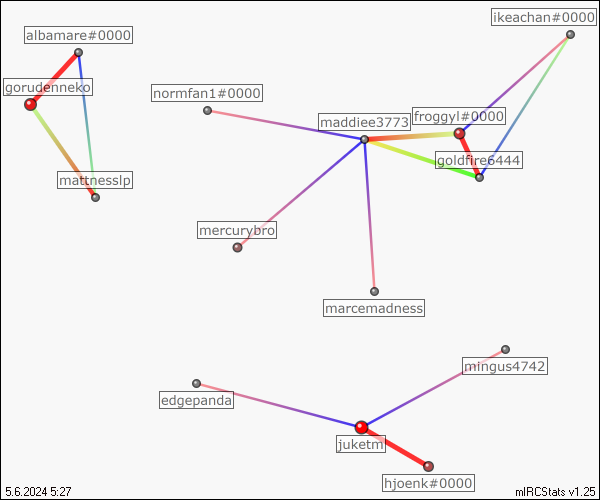 ikeachan#0000
albamare#0000
gorudenneko
normfan1#0000
froggyl#0000
maddiee3773
goldfire6444
mattnesslp
mercurybro
marcemadness
mingus4742
edgepanda
juketm
hjoenk#0000
5.6.2024 5:27
mIRCStats v1.25